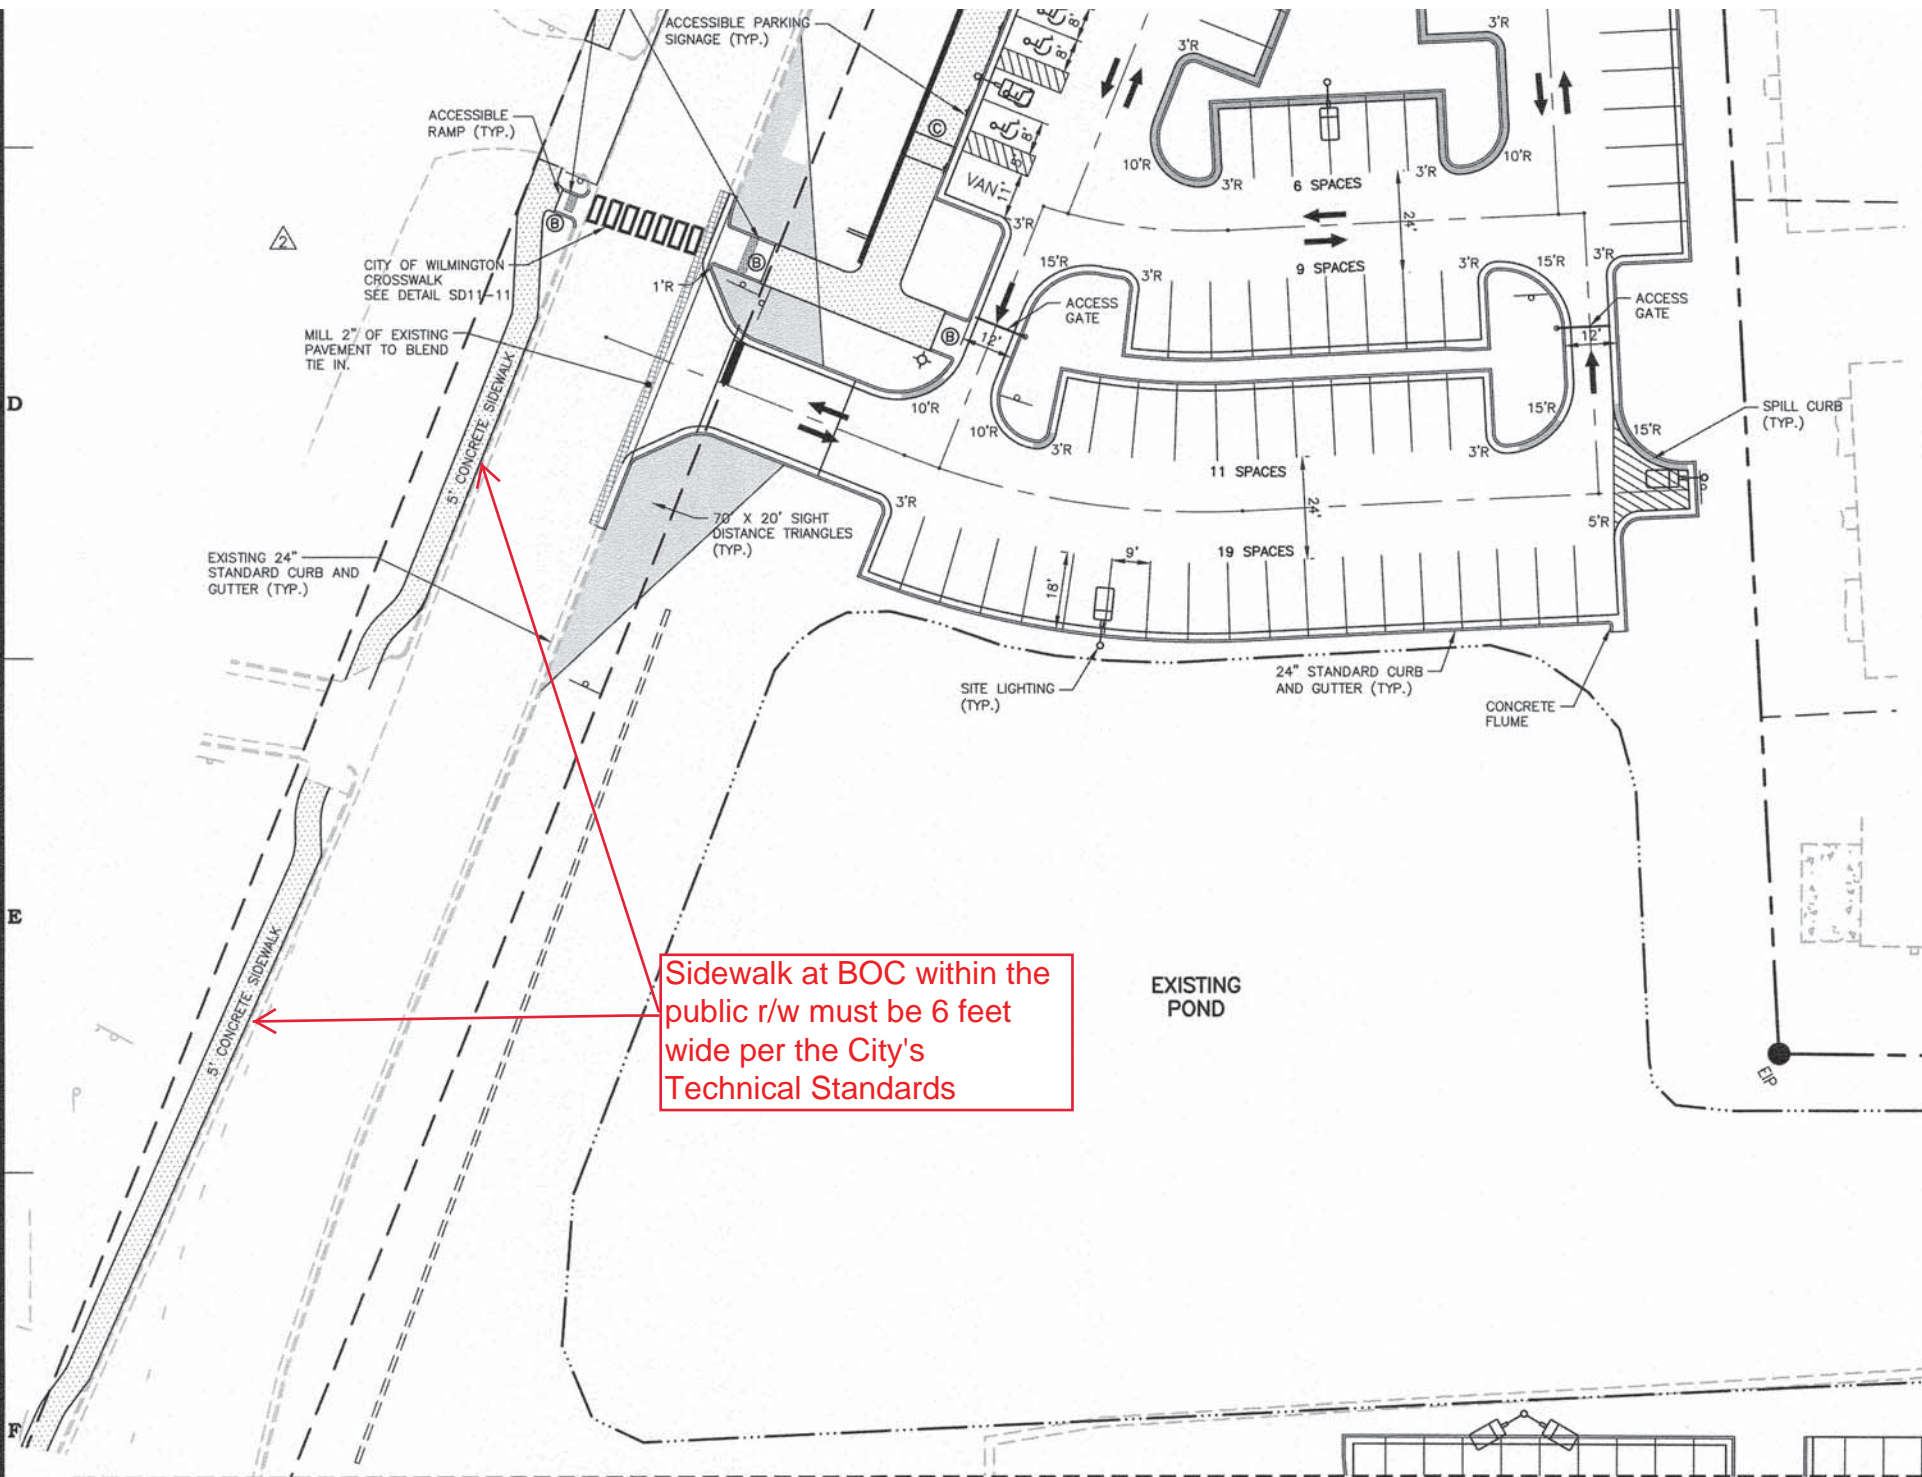 ACCESSIBLE PARKING
SIGNAGE (TYP.)
8'
8'
3'R
3'R
3'R
ACCESSIBLE
RAMP (TYP.)
C
8'
VAN
11'
10'R
3'R
6 SPACES
3'R
10'R
24'
3'R
B
2
CITY OF WILMINGTON
CROSSWALK
SEE DETAIL SD11-11
1'R
B
15'R
3'R
9 SPACES
3'R
15'R
3'R
ACCESS
GATE
ACCESS
GATE
MILL 2" OF EXISTING
PAVEMENT TO BLEND
TIE IN.
B
12'
12'
D
5' CONCRETE SIDEWALK
10'R
10'R
3'R
15'R
3'R
15'R
SPILL CURB
(TYP.)
11 SPACES
3'R
24'
5'R
70' X 20' SIGHT
DISTANCE TRIANGLES
(TYP.)
19 SPACES
9'
18'
EXISTING 24"
STANDARD CURB AND
GUTTER (TYP.)
SITE LIGHTING
(TYP.)
24" STANDARD CURB
AND GUTTER (TYP.)
CONCRETE
FLUME
E
5' CONCRETE SIDEWALK
Sidewalk at BOC within the
public r/w must be 6 feet
wide per the City's
Technical Standards
EXISTING
POND
EIP
F